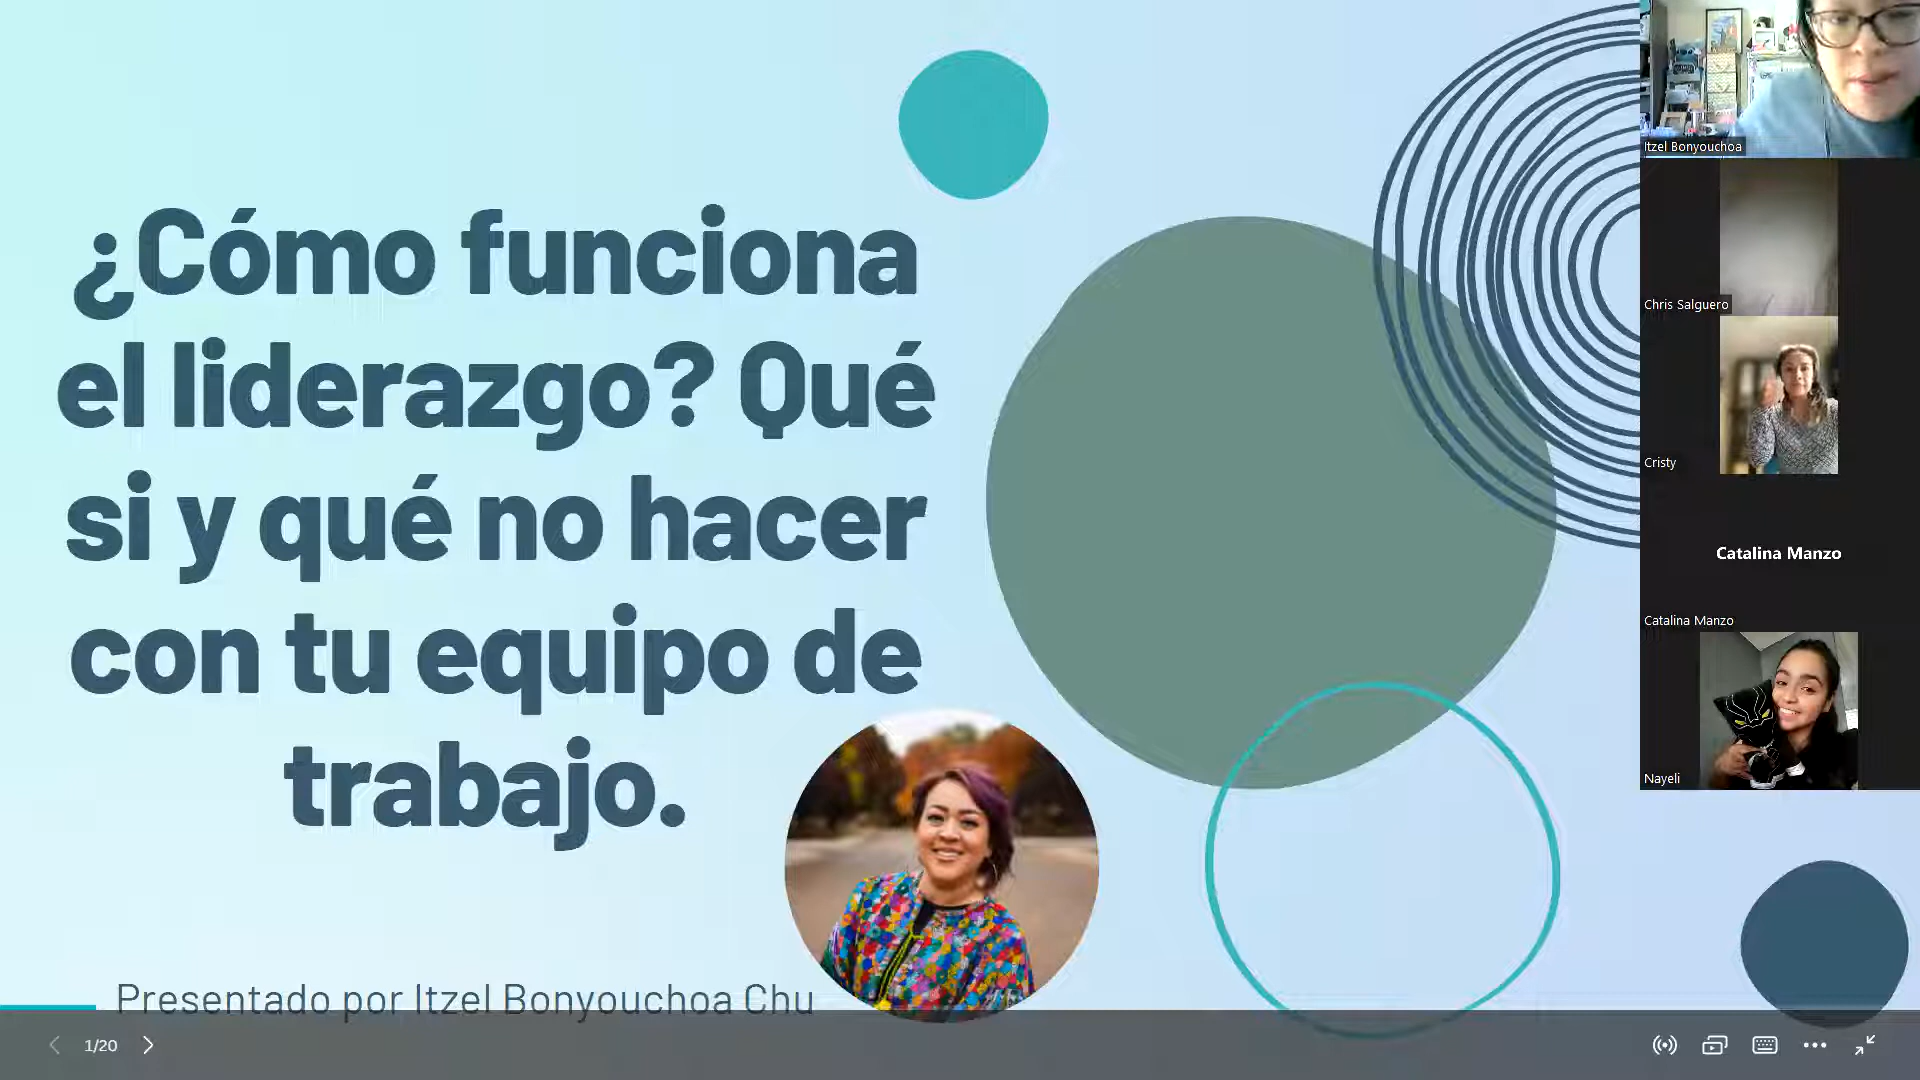 ¿Cómo funciona
el liderazgo? Qué
si y qué no hacer
con tu equipo de
trabajo.
Presentado por Itzel Bonyouchoa Chu
1/20
Itzel Bonyouchoa
Chris Salguero
Cristy
Catalina Manzo
Catalina Manzo
Nayeli